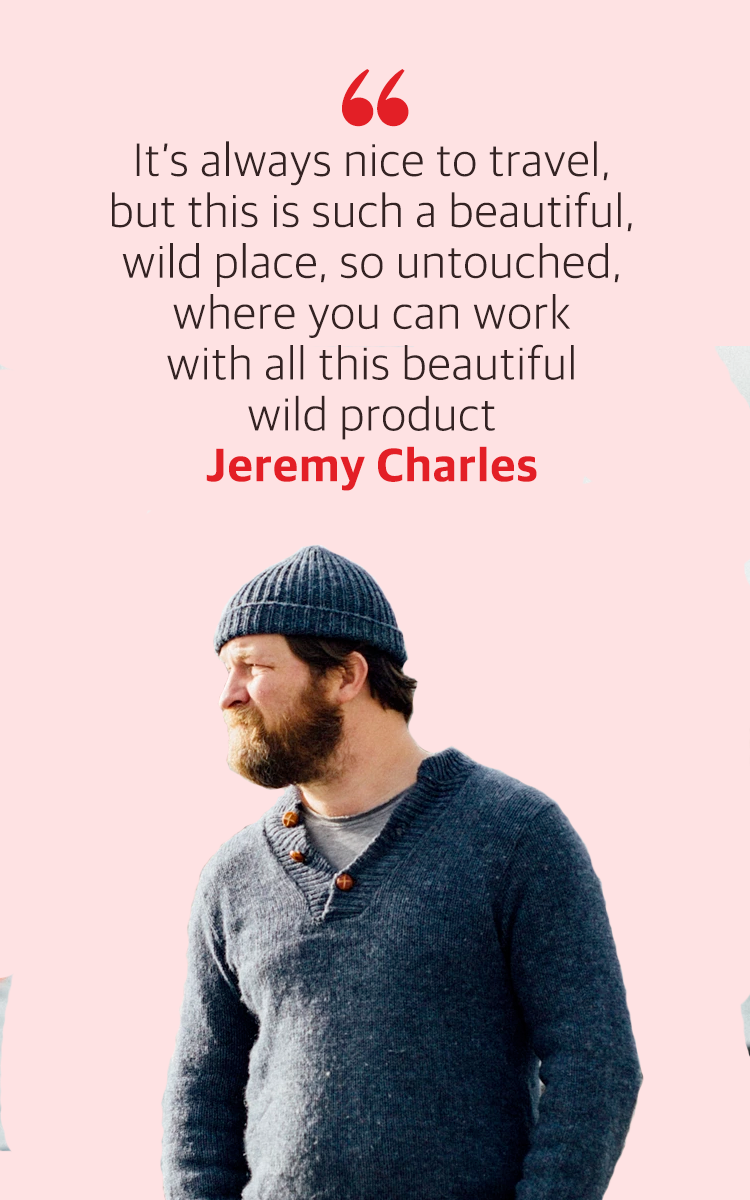 “
It’s always nice to travel,
but this is such a beautiful,
wild place, so untouched,
where you can work
with all this beautiful
wild product
Jeremy Charles